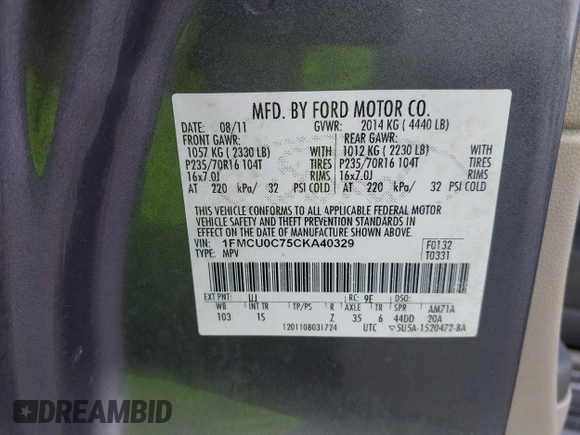 MFD. BY FORD MOTOR CO.
DATE: 08/11 GVWR: 2014 KG ( 4440 LB)
FRONT GAWR: REAR GAWR:
1057 KG ( 2330 LB) WITH 1012 KG ( 2230 LB) WITH
P235/70R16 104T TIRES P235/70R16 104T TIRES
16x7.0J RIMS 16x7.0J RIMS
AT 220 kPa/ 32 PSI COLD AT 220 kPa/ 32 PSI COLD
THIS VEHICLE CONFORMS TO ALL APPLICABLE FEDERAL MOTOR
VEHICLE SAFETY AND THEFT PREVENTION STANDARDS IN
EFFECT ON THE DATE OF MANUFACTURE SHOWN ABOVE.
VIN: 1FMCU0C75CKA40329
TYPE: MPV
F0132
T0331
EXT PNT: UJ RC: 9E DSO:
WB INT TR TP/PS R AXLE TR SPR AM71A
103 1S Z 35 6 44DD 20A
1201108031724 UTC 5U5A-1520472-BA
DREAMBID